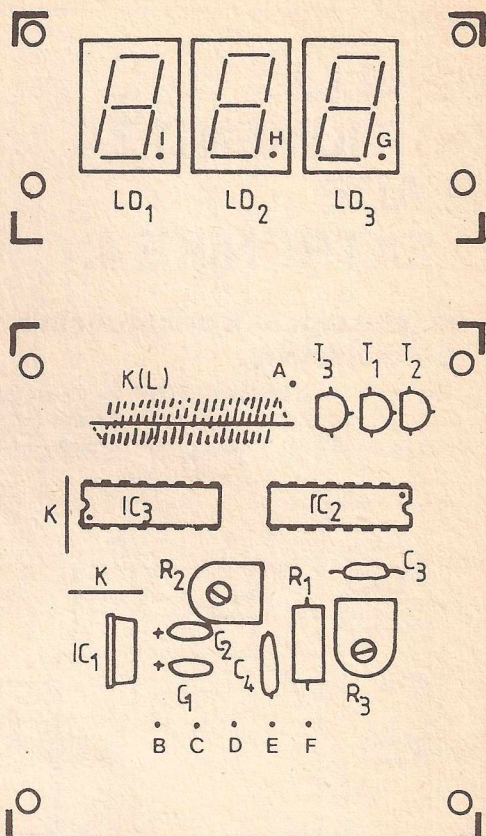 I H G
LD1 LD2 LD3
T3 T1 T2
K(L) A
K IC3 IC2
K R2 R1 C3
IC1 + C2
+ C1 C4 R3
B C D E F